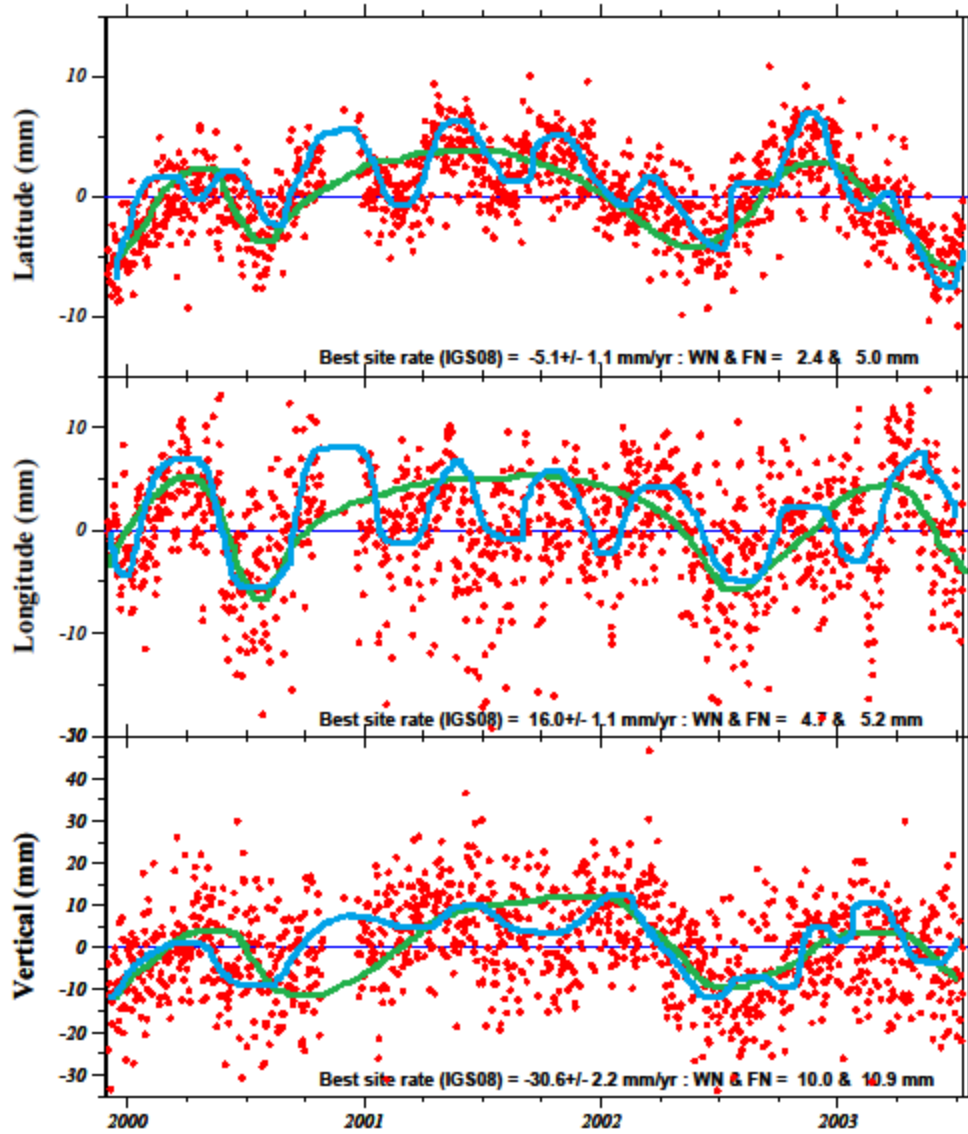 Latitude (mm)
10
0
-10
Best site rate (IGS08) = -5.1+/- 1.1 mm/yr : WN & FN = 2.4 & 5.0 mm
Longitude (mm)
10
0
-10
Best site rate (IGS08) = 16.0+/- 1.1 mm/yr : WN & FN = 4.7 & 5.2 mm
Vertical (mm)
40
30
20
10
0
-10
-20
-30
Best site rate (IGS08) = -30.6+/- 2.2 mm/yr : WN & FN = 10.0 & 10.9 mm
2000 2001 2002 2003